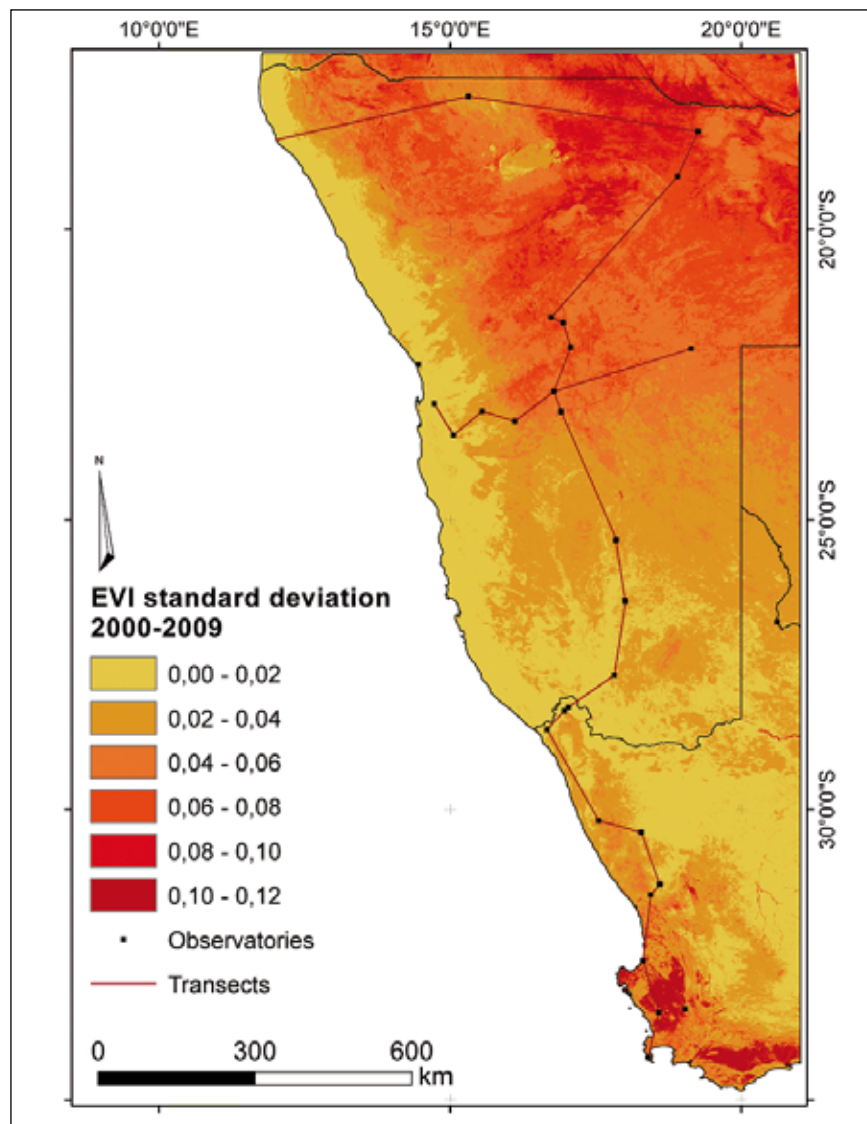 10°0'0"E 15°0'0"E 20°0'0"E
20°0'0"S
25°0'0"S
30°0'0"S
N
EVI standard deviation
2000-2009
0,00 - 0,02
0,02 - 0,04
0,04 - 0,06
0,06 - 0,08
0,08 - 0,10
0,10 - 0,12
Observatories
Transects
0 300 600
km